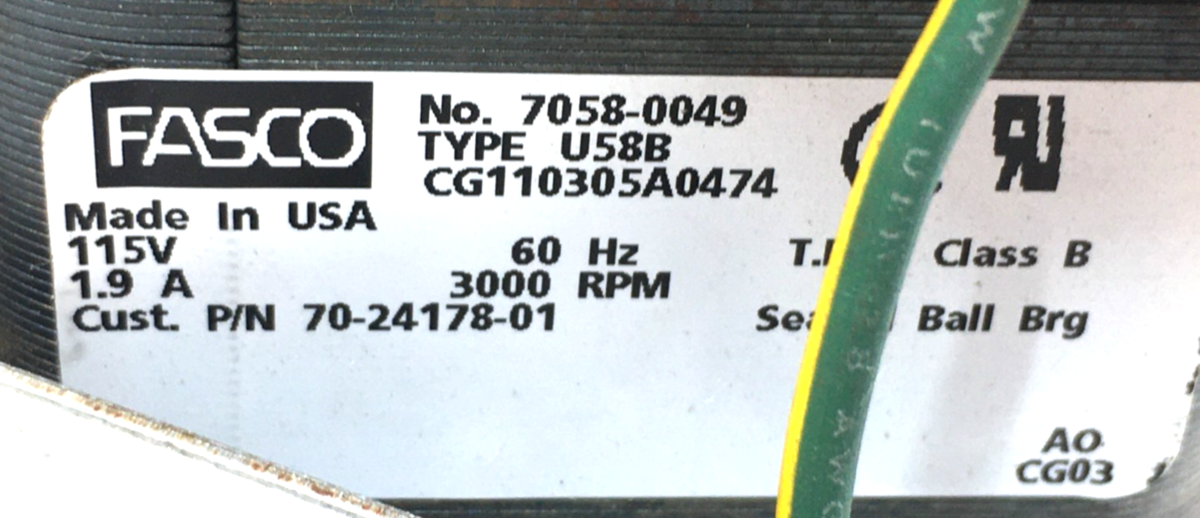 FASCO
No. 7058-0049
TYPE U58B
CG110305A0474
Made In USA
115V 60 Hz Class B
1.9 A 3000 RPM
Cust. P/N 70-24178-01 Ball Brg
AO
CG03